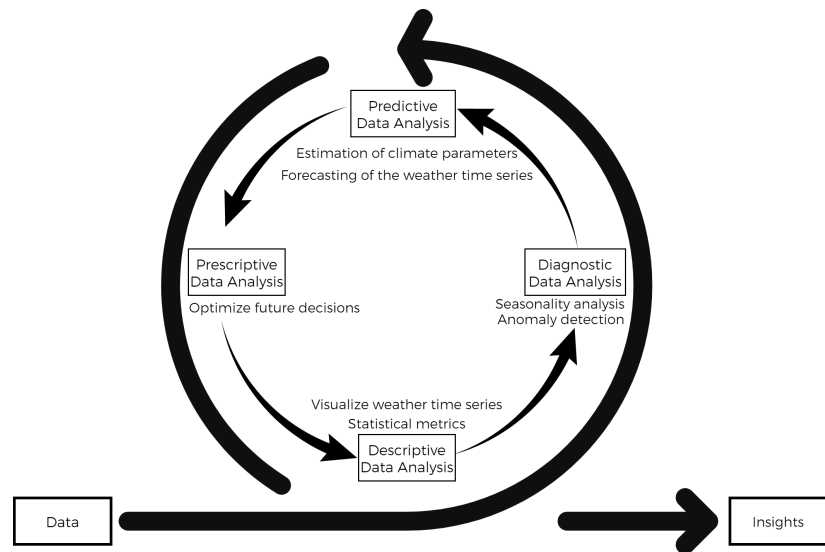 Predictive
Data Analysis
Estimation of climate parameters
Forecasting of the weather time series
Prescriptive
Data Analysis
Optimize future decisions
Diagnostic
Data Analysis
Seasonality analysis
Anomaly detection
Visualize weather time series
Statistical metrics
Descriptive
Data Analysis
Data
Insights